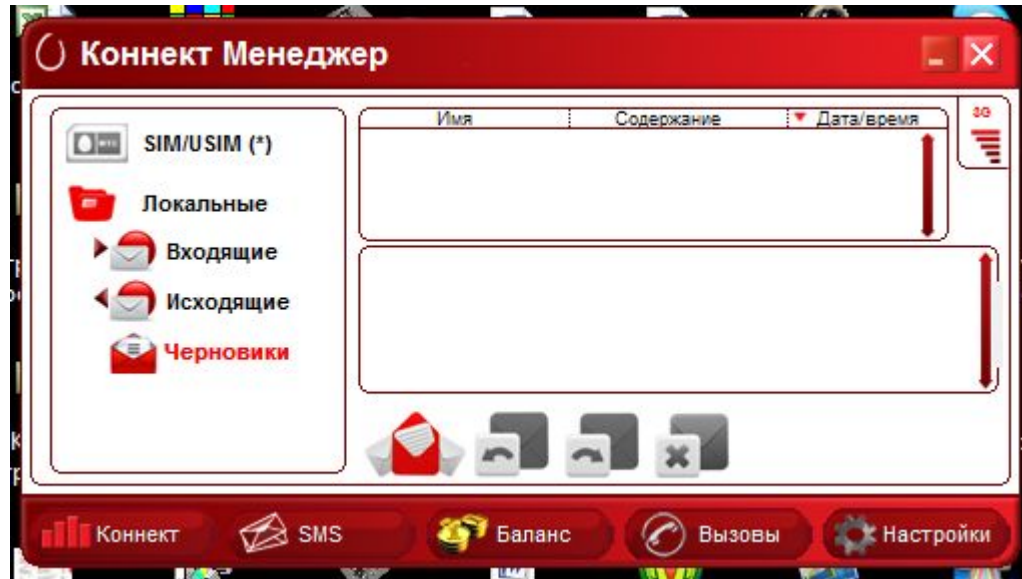 Коннект Менеджер
Имя Содержание Дата/время
3G
SIM/USIM (*)
Локальные
Входящие
Исходящие
Черновики
Коннект SMS Баланс Вызовы Настройки